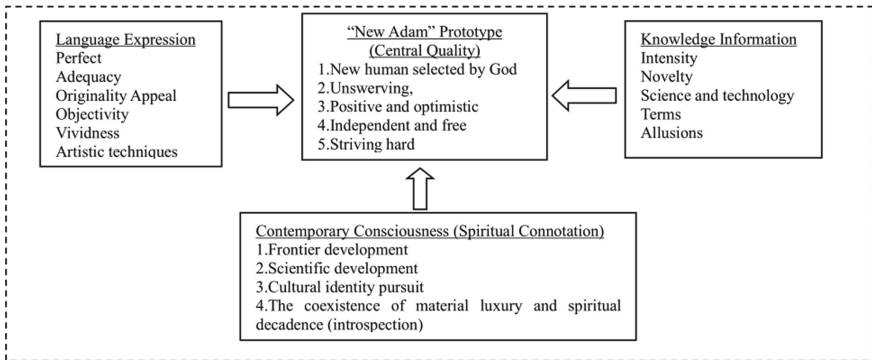 Language Expression
Perfect
Adequacy
Originality Appeal
Objectivity
Vividness
Artistic techniques
“New Adam” Prototype
(Central Quality)
1.New human selected by God
2.Unswerving,
3.Positive and optimistic
4.Independent and free
5.Striving hard
Knowledge Information
Intensity
Novelty
Science and technology
Terms
Allusions
Contemporary Consciousness (Spiritual Connotation)
1.Frontier development
2.Scientific development
3.Cultural identity pursuit
4.The coexistence of material luxury and spiritual
decadence (introspection)